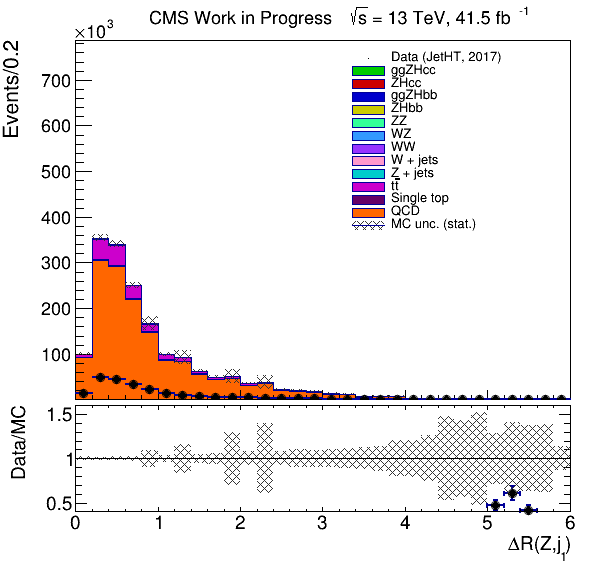 CMS Work in Progress √s = 13 TeV, 41.5 fb⁻¹
×10³
Events/0.2
700
600
500
400
300
200
100
Data (JetHT, 2017)
ggZHcc
ZHcc
ggZHbb
ZHbb
ZZ
WZ
WW
W + jets
Z + jets
tt̅
Single top
QCD
MC unc. (stat.)
Data/MC
1.5
1
0.5
0 1 2 3 4 5 6
ΔR(Z,j₁)